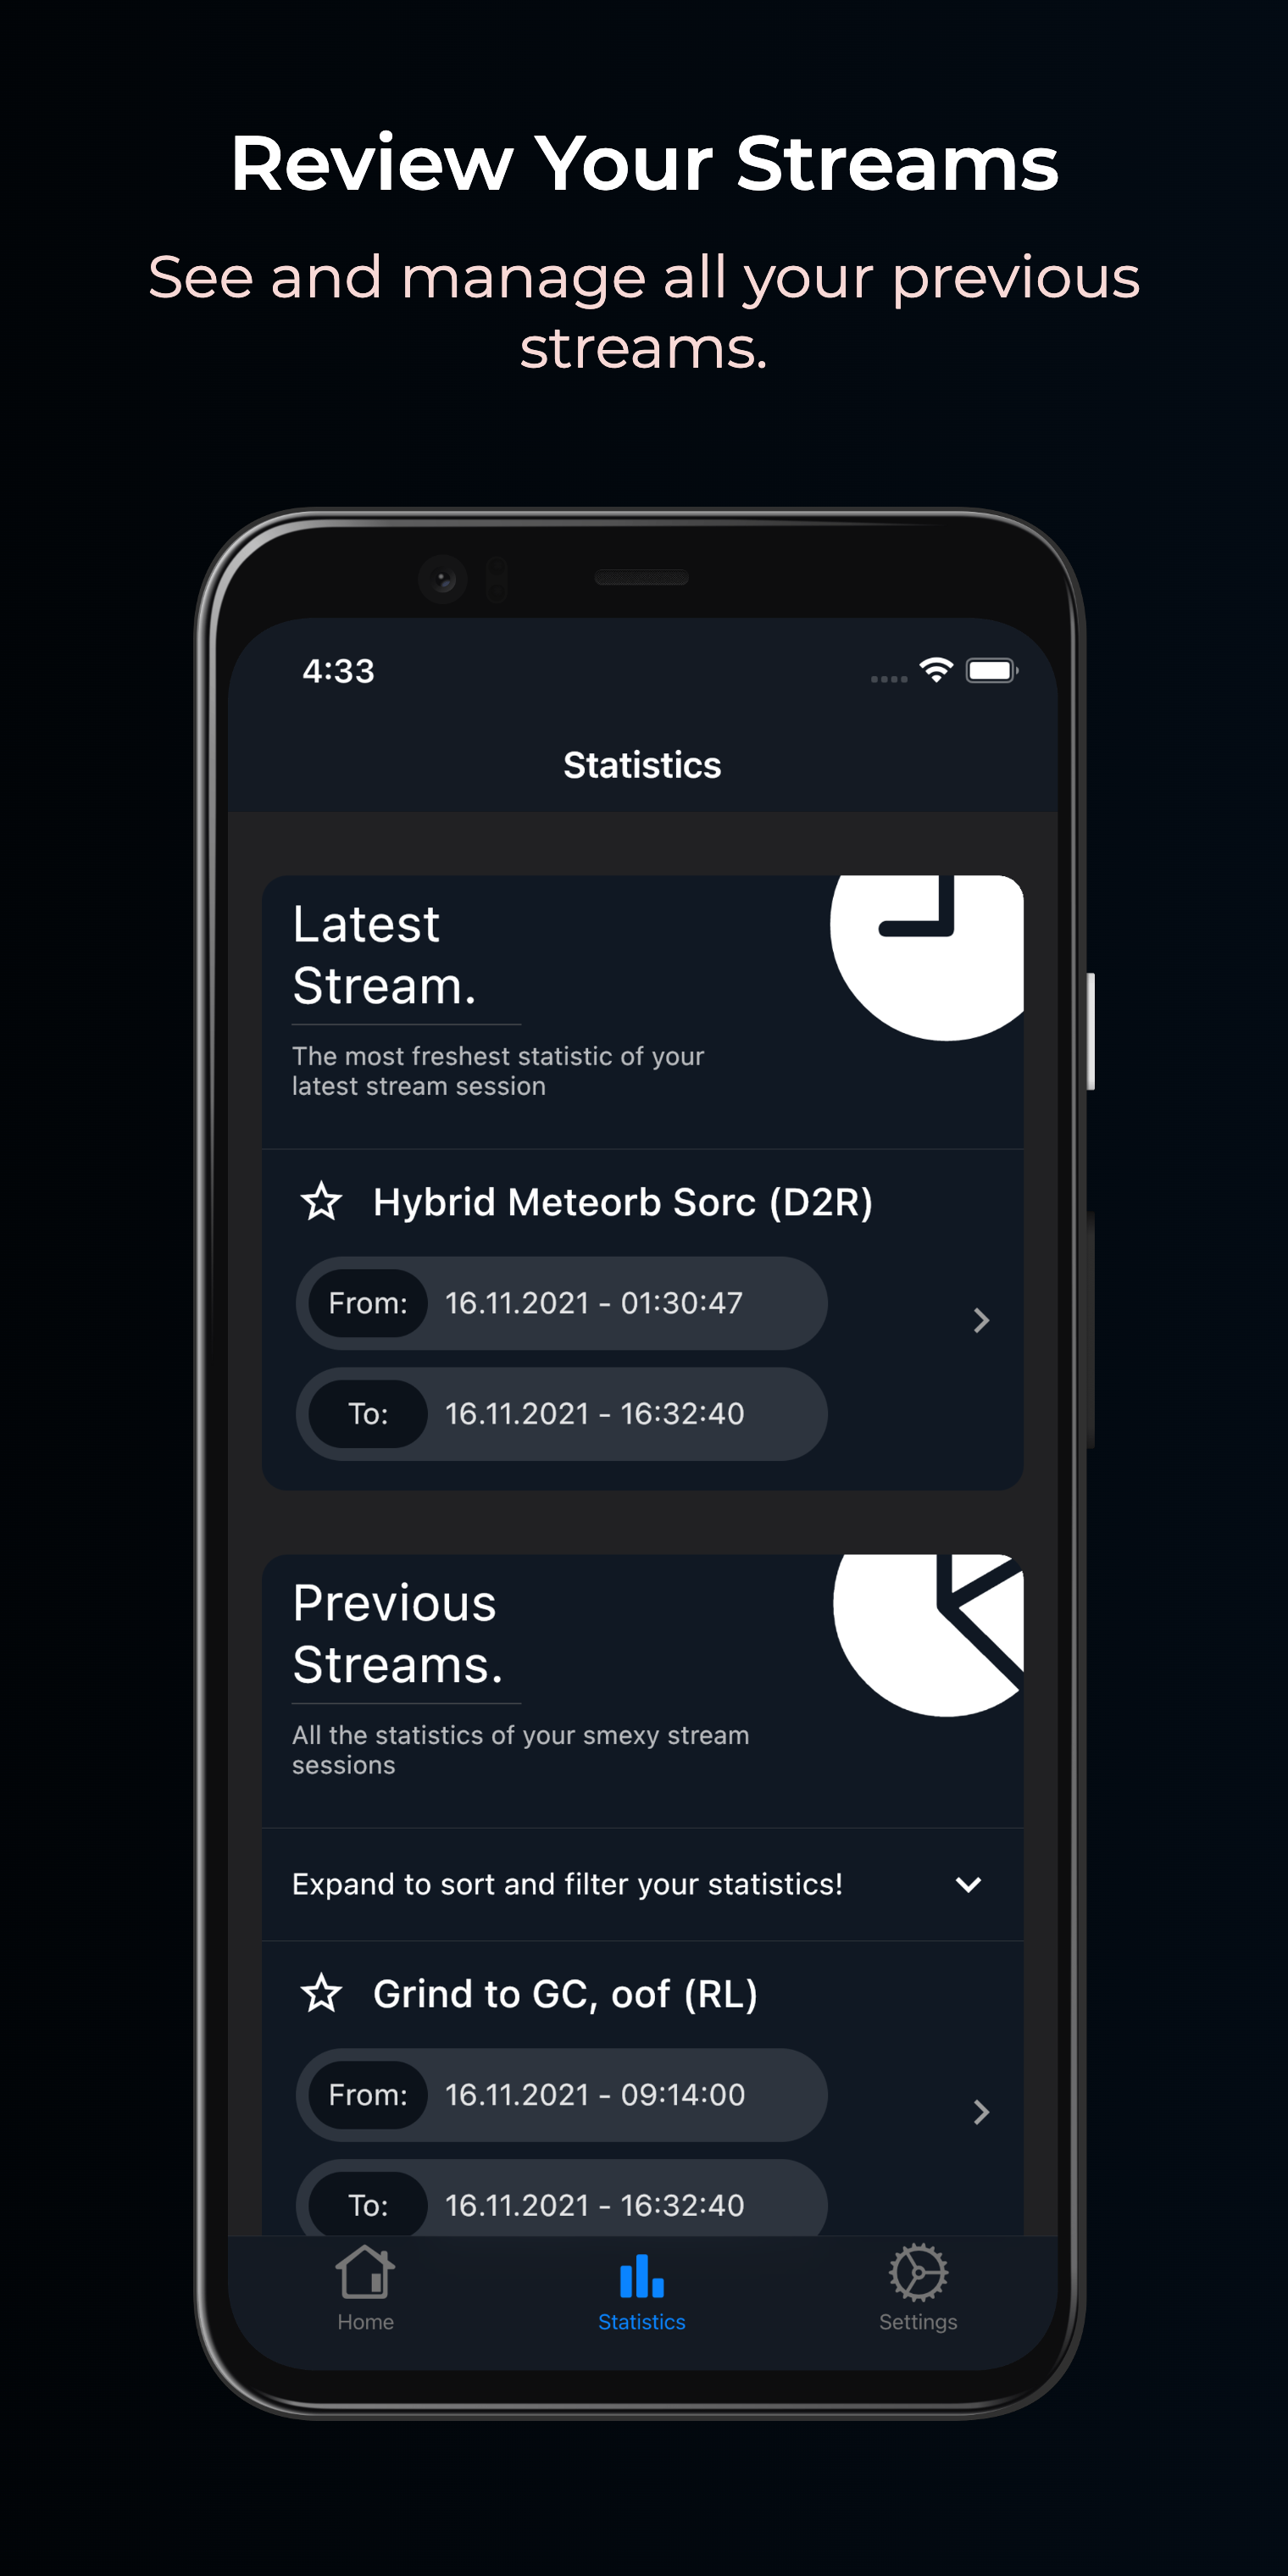 Review Your Streams
See and manage all your previous
streams.
4:33
Statistics
Latest
Stream.
The most freshest statistic of your
latest stream session
Hybrid Meteorb Sorc (D2R)
From: 16.11.2021 - 01:30:47
To: 16.11.2021 - 16:32:40
Previous
Streams.
All the statistics of your smexy stream
sessions
Expand to sort and filter your statistics!
Grind to GC, oof (RL)
From: 16.11.2021 - 09:14:00
To: 16.11.2021 - 16:32:40
Home Statistics Settings